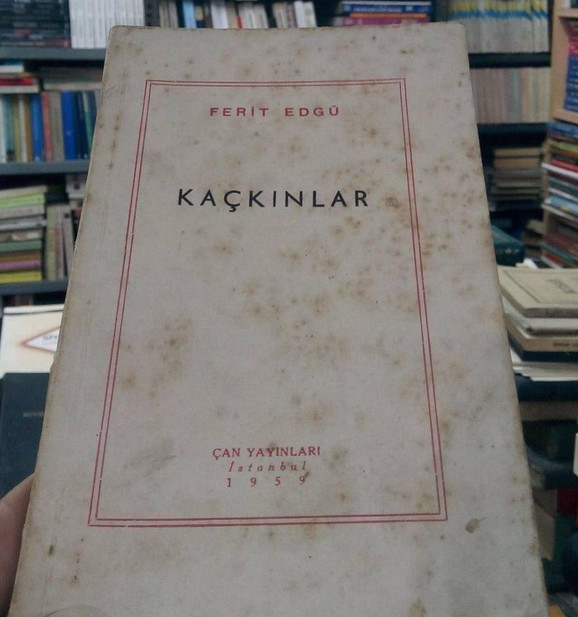 FERİT EDGÜ
KAÇKINLAR
ÇAN YAYINLARI
İstanbul
1959